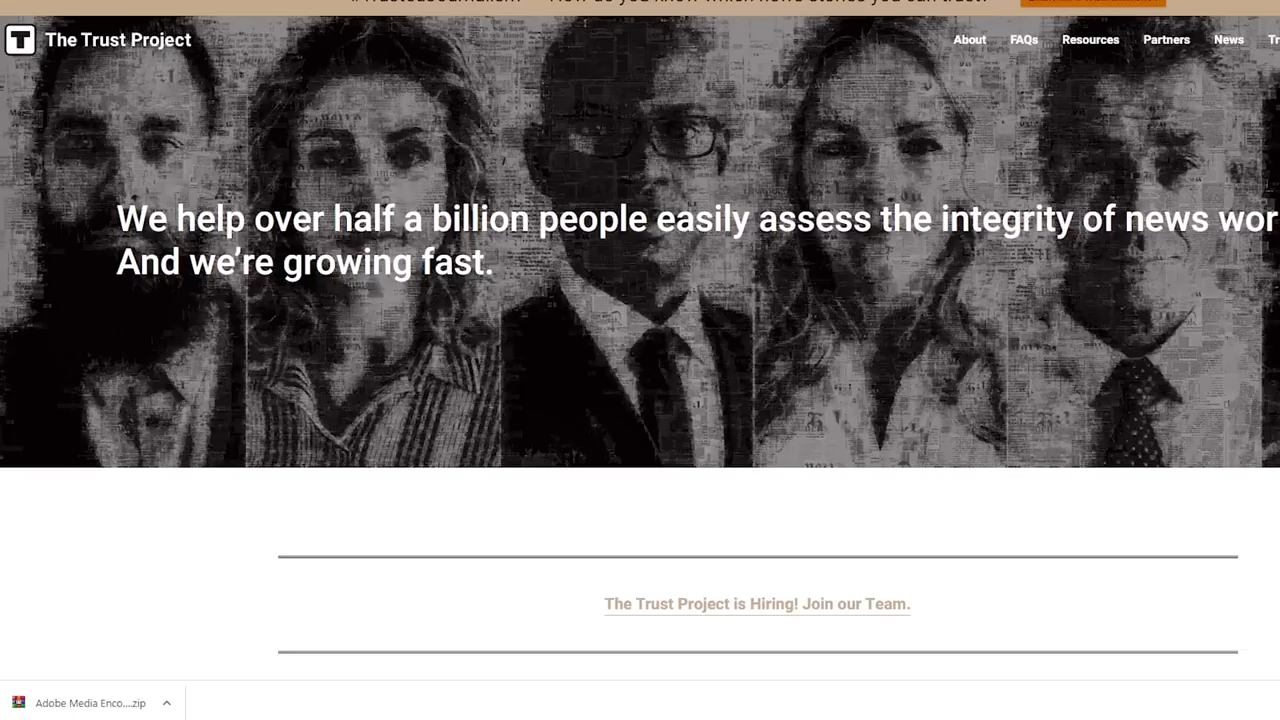 The Trust Project
About FAQs Resources Partners News
We help over half a billion people easily assess the integrity of news
And we're growing fast.
The Trust Project is Hiring! Join our Team.
Adobe Media Enco....zip